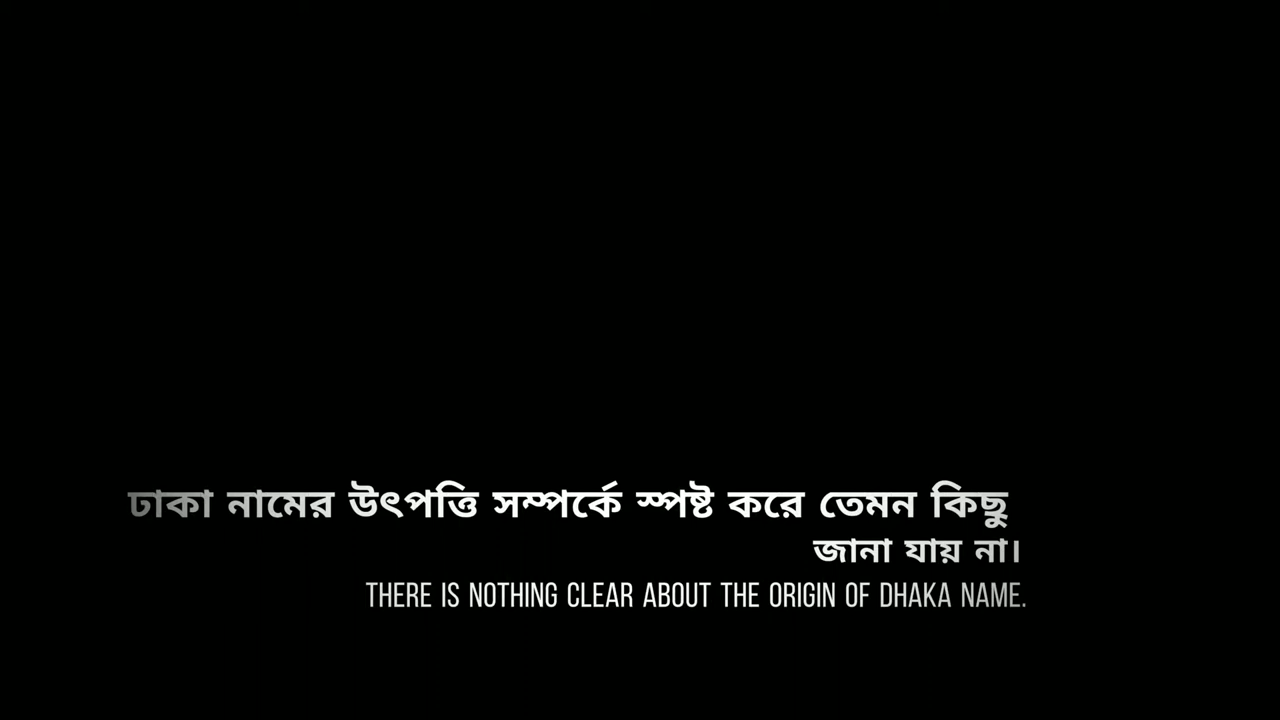 ঢাকা নামের উৎপত্তি সম্পর্কে স্পষ্ট করে তেমন কিছু
জানা যায় না।
THERE IS NOTHING CLEAR ABOUT THE ORIGIN OF DHAKA NAME.